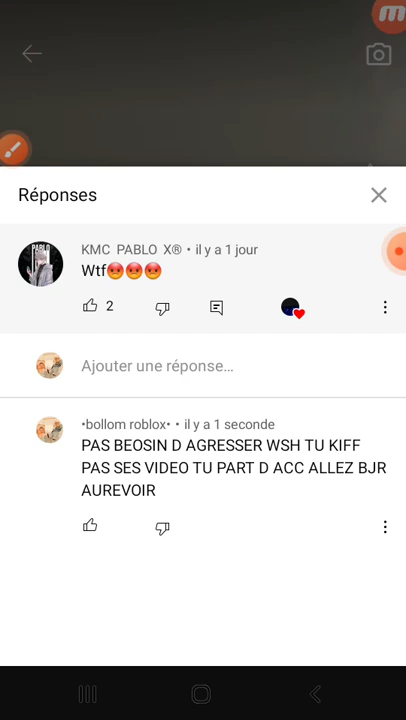 Réponses
KMC PABLO X® • il y a 1 jour
Wtf😡😡😡
2
Ajouter une réponse...
•bollom roblox• • il y a 1 seconde
PAS BEOSIN D AGRESSER WSH TU KIFF
PAS SES VIDEO TU PART D ACC ALLEZ BJR
AUREVOIR